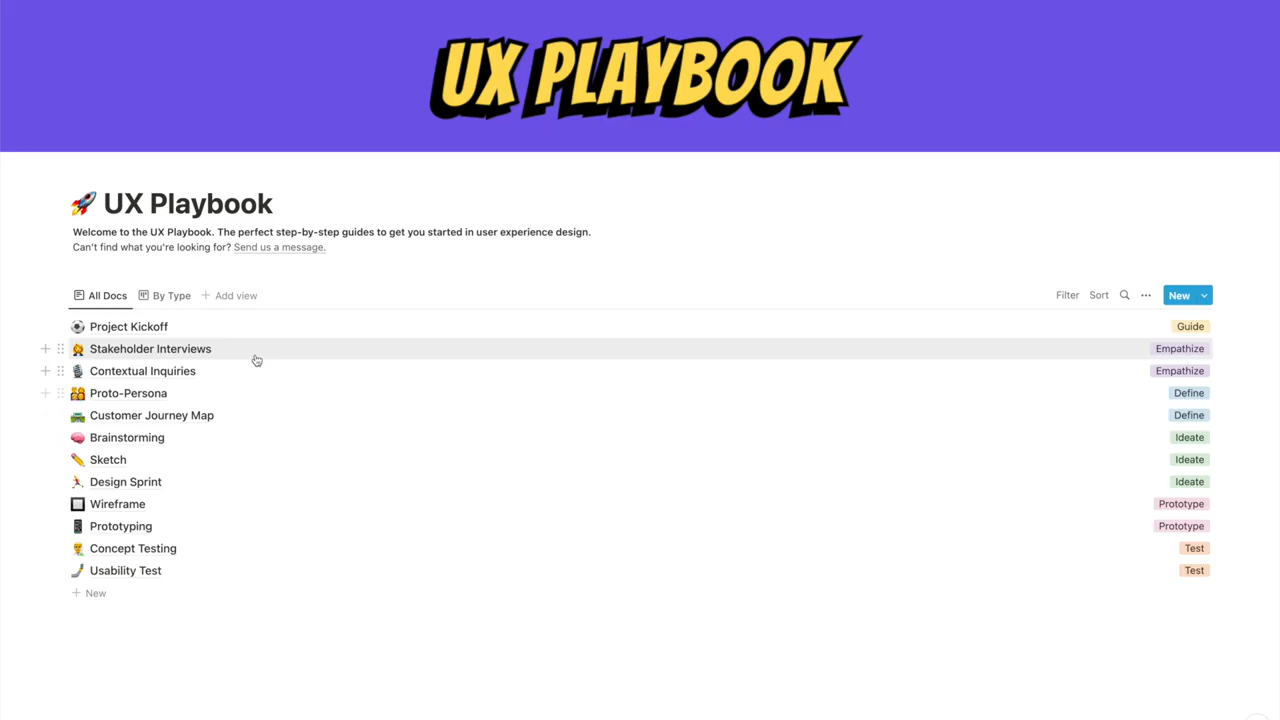 UX PLAYBOOK
UX Playbook
Welcome to the UX Playbook. The perfect step-by-step guides to get you started in user experience design.
Can't find what you're looking for? Send us a message.
All Docs By Type + Add view Filter Sort ••• New
Project Kickoff Guide
Stakeholder Interviews Empathize
Contextual Inquiries Empathize
Proto-Persona Define
Customer Journey Map Define
Brainstorming Ideate
Sketch Ideate
Design Sprint Ideate
Wireframe Prototype
Prototyping Prototype
Concept Testing Test
Usability Test Test
+ New